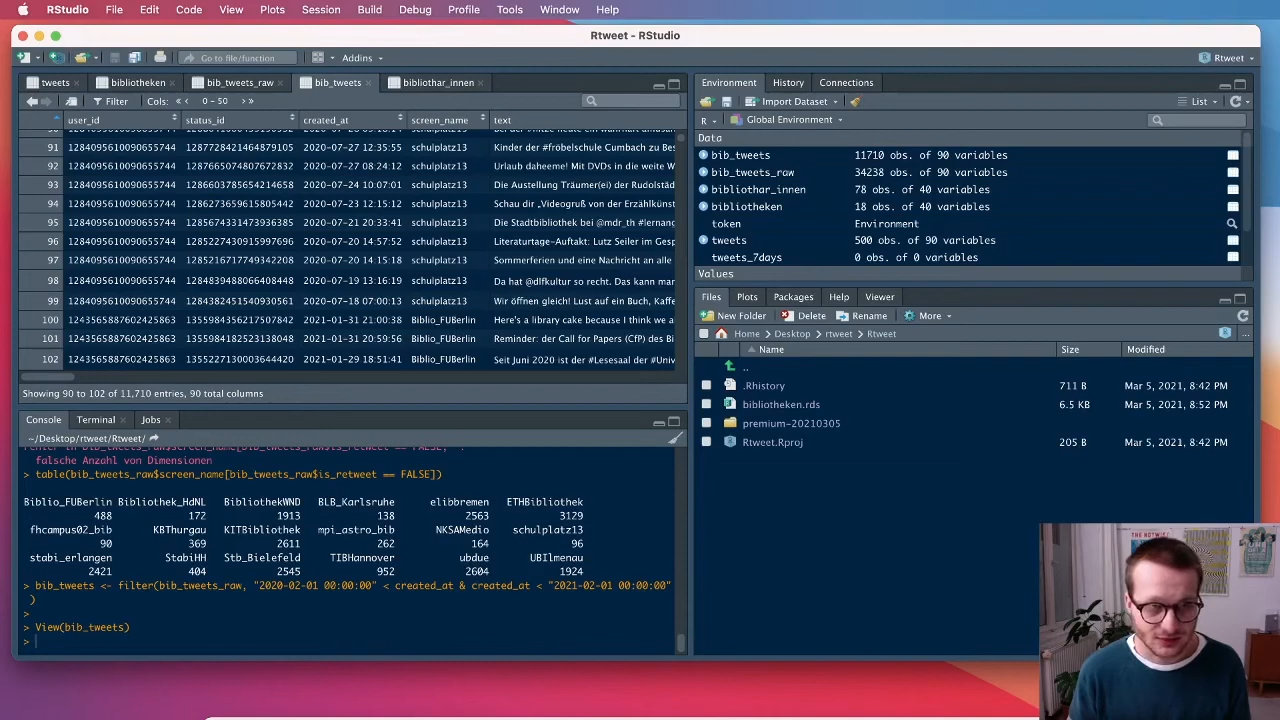 RStudio File Edit Code View Plots Session Build Debug Profile Tools Window Help
Rtweet - RStudio
Go to file/function Addins Rtweet
tweets bibliotheken bib_tweets_raw bib_tweets bibliothar_innen
Filter Cols: 0 - 50
user_id status_id created_at screen_name text
91 1284095610090655744 1287728421464879105 2020-07-27 12:35:55 schulplatz13 Kinder der #fröbelschule Cumbach zu Bes
92 1284095610090655744 1287665074807672832 2020-07-27 08:24:12 schulplatz13 Urlaub daheeme! Mit DVDs in die weite W
93 1284095610090655744 1286603785654214658 2020-07-24 10:07:01 schulplatz13 Die Austellung Träumer(ei) der Rudolstäd
94 1284095610090655744 1286273659615805442 2020-07-23 12:15:12 schulplatz13 Schau dir „Videogruß von der Erzählkünst
95 1284095610090655744 1285674331473936385 2020-07-21 20:33:41 schulplatz13 Die Stadtbibliothek bei @mdr_th #lernanc
96 1284095610090655744 1285227430915997696 2020-07-20 14:57:52 schulplatz13 Literaturtage-Auftakt: Lutz Seiler im Gesp
97 1284095610090655744 1285216717749342208 2020-07-20 14:15:18 schulplatz13 Sommerferien und eine Nachricht an alle
98 1284095610090655744 1284839488066408448 2020-07-19 13:16:19 schulplatz13 Da hat @dlfkultur so recht. Das kann mar
99 1284095610090655744 1284382451540930561 2020-07-18 07:00:13 schulplatz13 Wir öffnen gleich! Lust auf ein Buch, Kaffe
100 1243565887602425863 1355984356217507842 2021-01-31 21:00:38 Biblio_FUBerlin Here's a library cake because I think we a
101 1243565887602425863 1355984213523138048 2021-01-31 20:59:56 Biblio_FUBerlin Reminder: der Call for Papers (CfP) des Bi
102 1243565887602425863 1355227130003644420 2021-01-29 18:51:41 Biblio_FUBerlin Seit Juni 2020 ist der #Lesesaal der #Univ
Showing 90 to 102 of 11,710 entries, 90 total columns
Console Terminal Jobs
~/Desktop/rtweet/Rtweet/
falsche Anzahl von Dimensionen
> table(bib_tweets_raw$screen_name[bib_tweets_raw$is_retweet == FALSE])
Biblio_FUBerlin Bibliothek_HdNL BibliothekWND BLB_Karlsruhe elibbremen ETHBibliothek
488 172 1913 138 2563 3129
fhcampus02_bib KBThurgau KITBibliothek mpi_astro_bib NKSAMedio schulplatz13
90 369 2611 262 164 96
stabi_erlangen StabiHH Stb_Bielefeld TIBHannover ubdue UBIlmenau
2421 404 2545 952 2604 1924
> bib_tweets <- filter(bib_tweets_raw, "2020-02-01 00:00:00" < created_at & created_at < "2021-02-01 00:00:00"
)
>
> View(bib_tweets)
>
Environment History Connections
Import Dataset List
R Global Environment
Data
bib_tweets 11710 obs. of 90 variables
bib_tweets_raw 34238 obs. of 90 variables
bibliothar_innen 78 obs. of 40 variables
bibliotheken 18 obs. of 40 variables
token Environment
tweets 500 obs. of 90 variables
tweets_7days 0 obs. of 0 variables
Values
Files Plots Packages Help Viewer
New Folder Delete Rename More
Home Desktop rtweet Rtweet ...
Name Size Modified
..
.Rhistory 711 B Mar 5, 2021, 8:42 PM
bibliotheken.rds 6.5 KB Mar 5, 2021, 8:52 PM
premium-20210305
Rtweet.Rproj 205 B Mar 5, 2021, 8:42 PM